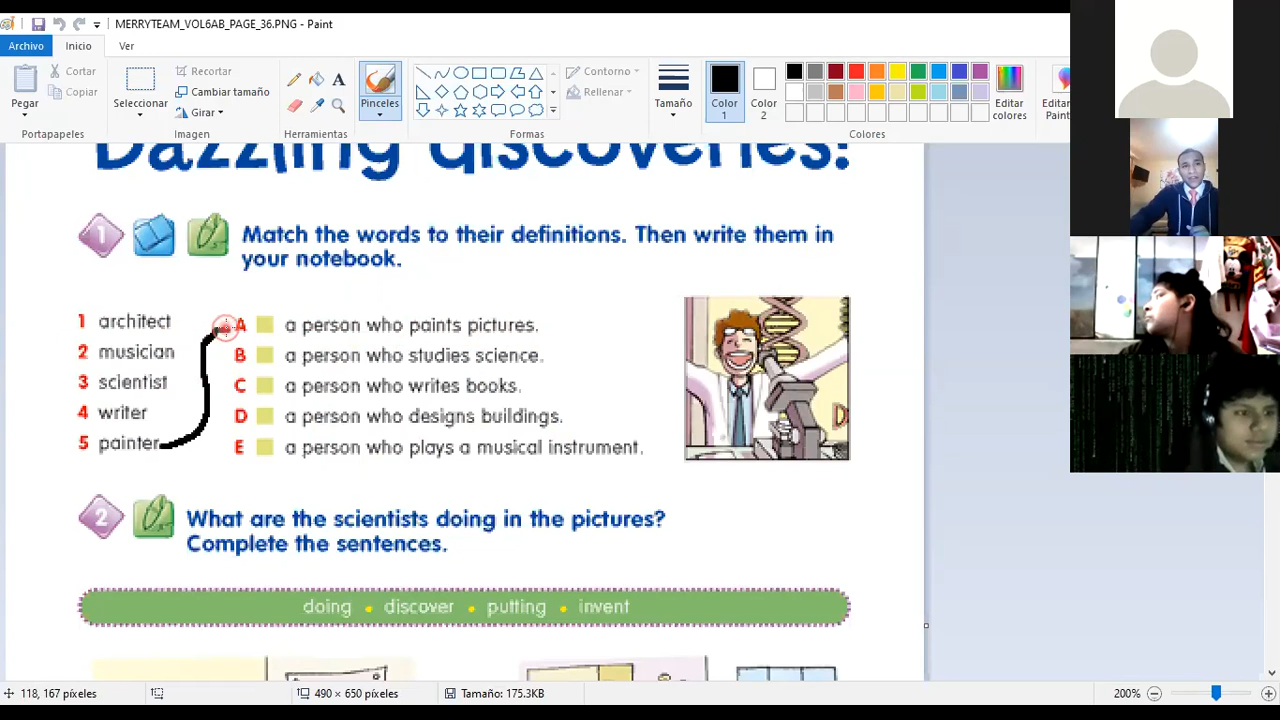 MERRYTEAM_VOL6AB_PAGE_36.PNG - Paint
Archivo Inicio Ver
Pegar Cortar Copiar
Seleccionar Recortar Cambiar tamaño Girar
A
Pinceles
Contorno Rellenar
Tamaño
Color 1
Color 2
Editar colores
Editar
Portapapeles Imagen Herramientas Formas Colores
Dazzling discoveries!
1 Match the words to their definitions. Then write them in
your notebook.
1 architect A a person who paints pictures.
2 musician B a person who studies science.
3 scientist C a person who writes books.
4 writer D a person who designs buildings.
5 painter E a person who plays a musical instrument.
2 What are the scientists doing in the pictures?
Complete the sentences.
doing • discover • putting • invent
118, 167 píxeles 490 × 650 píxeles Tamaño: 175.3KB 200%